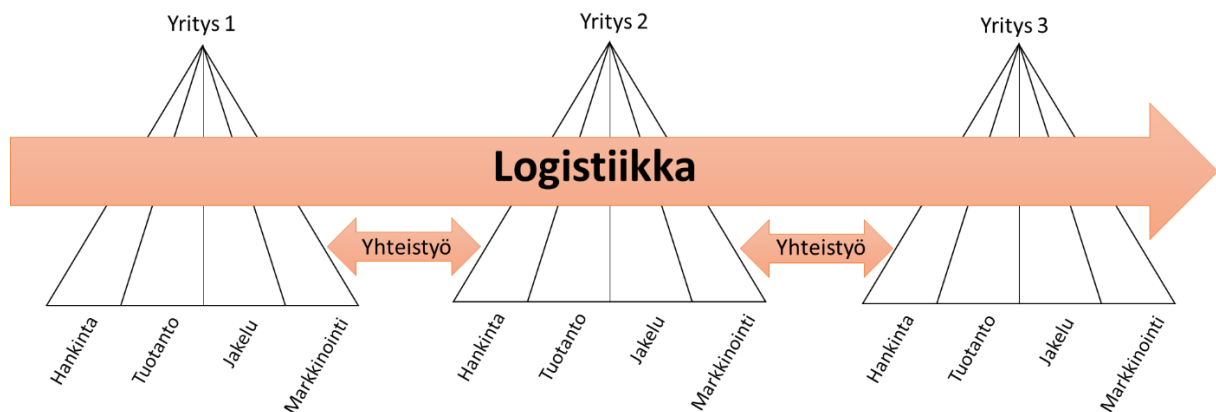 Yritys 1
Yritys 2
Yritys 3
Logistiikka
Yhteistyö
Yhteistyö
Hankinta
Tuotanto
Jakelu
Markkinointi
Hankinta
Tuotanto
Jakelu
Markkinointi
Hankinta
Tuotanto
Jakelu
Markkinointi